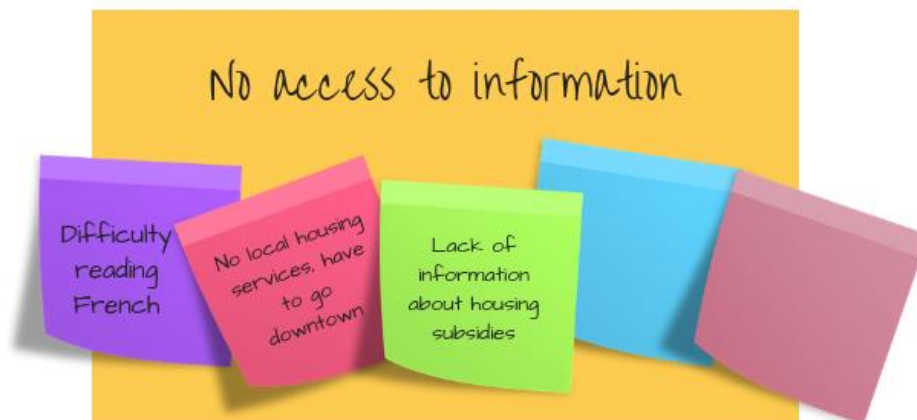 No access to information
Difficulty
reading
French
No local housing
services, have
to go
downtown
Lack of
information
about housing
subsidies